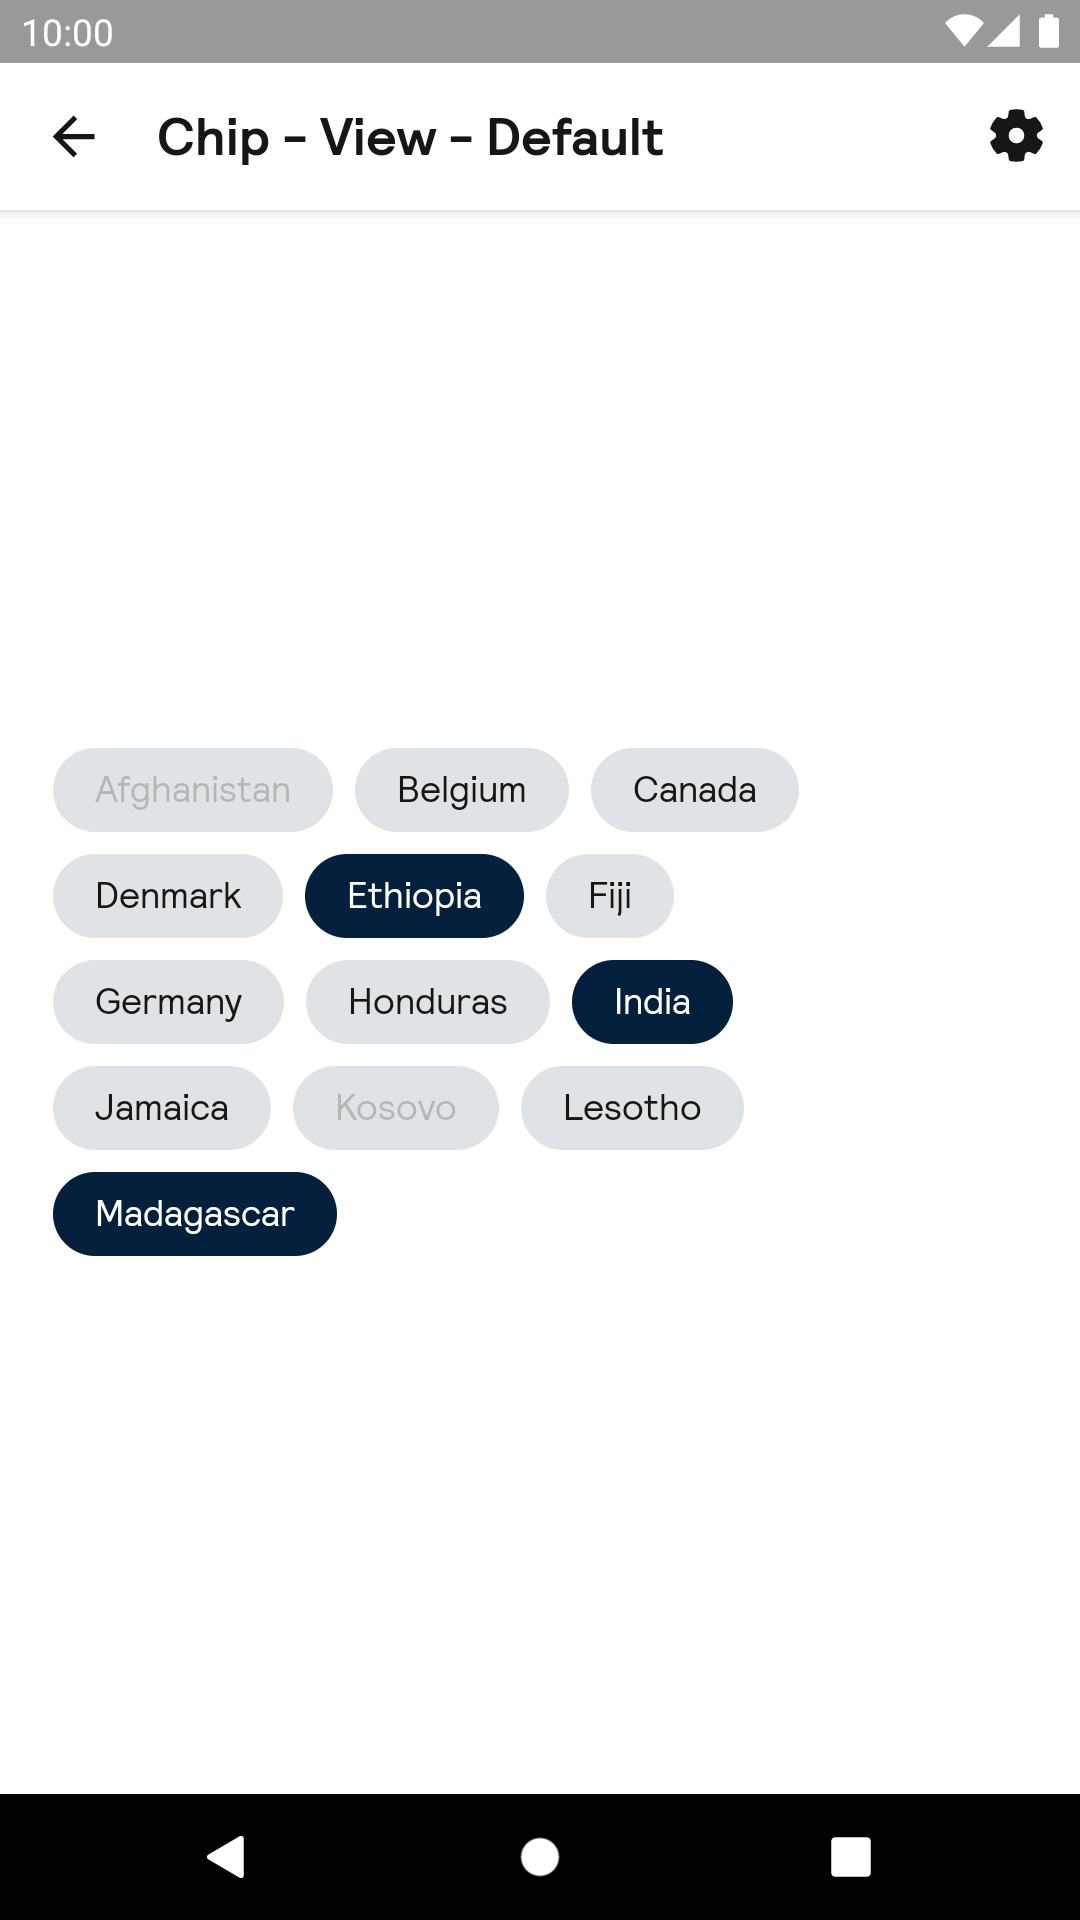 10:00
Chip - View - Default
Afghanistan Belgium Canada
Denmark Ethiopia Fiji
Germany Honduras India
Jamaica Kosovo Lesotho
Madagascar